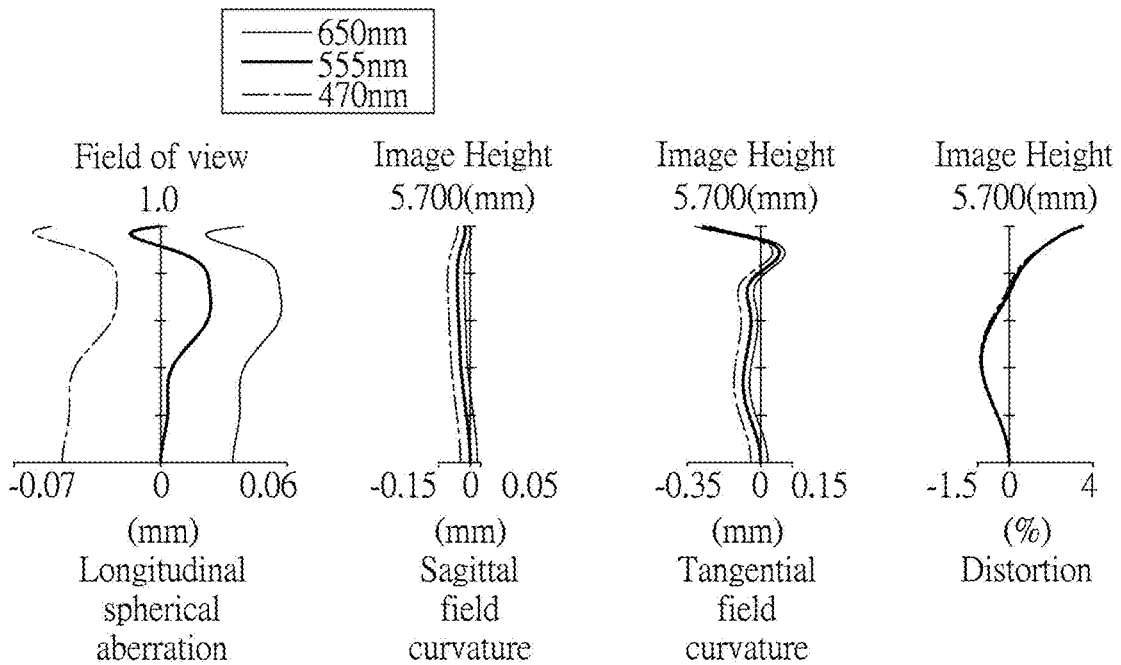 650nm
555nm
470nm
Field of view
1.0
Image Height
5.700(mm)
Image Height
5.700(mm)
Image Height
5.700(mm)
-0.07 0 0.06
(mm)
Longitudinal
spherical
aberration
-0.15 0 0.05
(mm)
Sagittal
field
curvature
-0.35 0 0.15
(mm)
Tangential
field
curvature
-1.5 0 4
(%)
Distortion